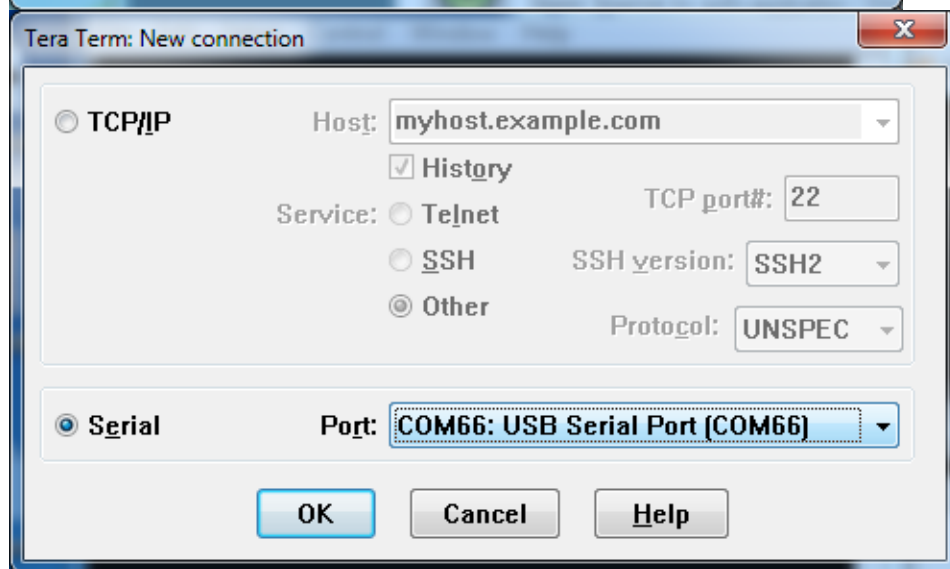 Tera Term: New connection
TCP/IP Host: myhost.example.com
History
Service: Telnet TCP port#: 22
SSH SSH version: SSH2
Other Protocol: UNSPEC
Serial Port: COM66: USB Serial Port (COM66)
OK Cancel Help